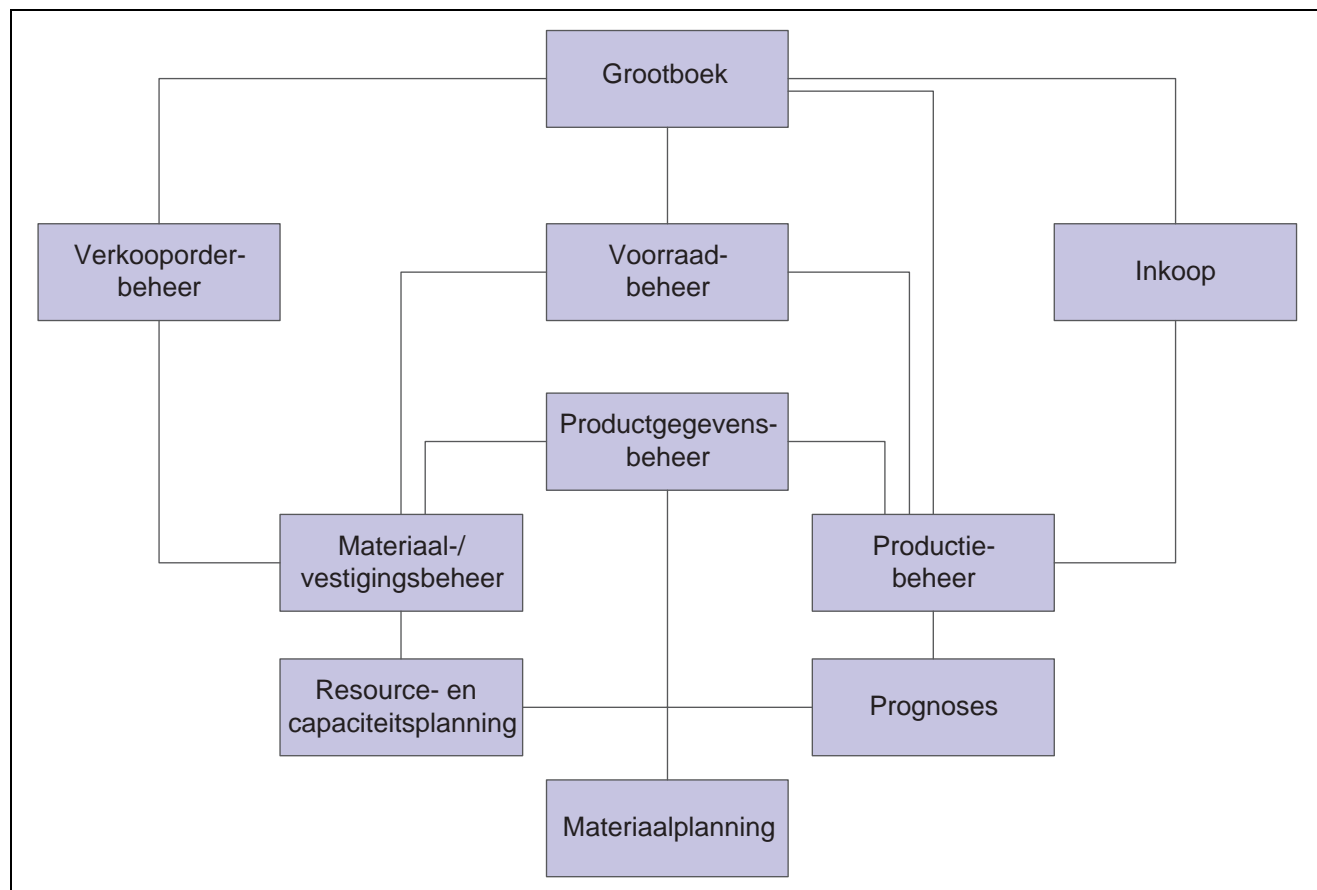 Grootboek
Verkooporder-
beheer
Voorraad-
beheer
Inkoop
Productgegevens-
beheer
Materiaal-/
vestigingsbeheer
Productie-
beheer
Resource- en
capaciteitsplanning
Prognoses
Materiaalplanning